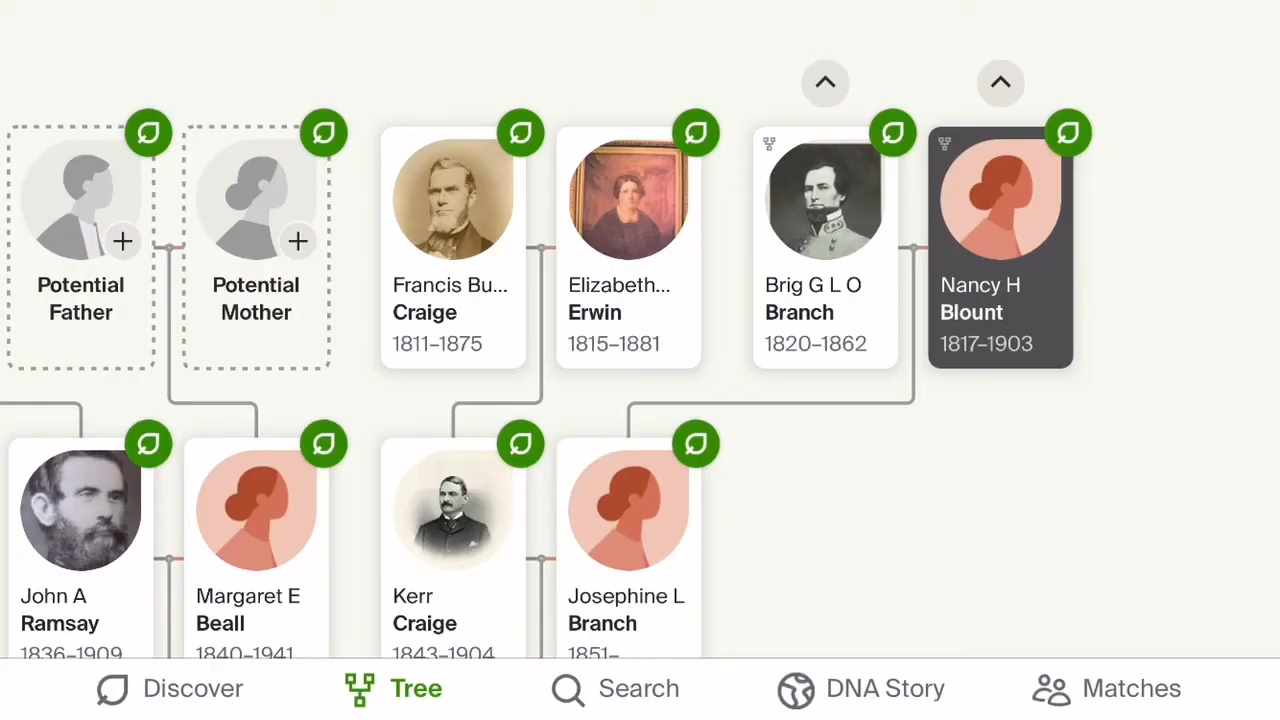 Potential
Father
Potential
Mother
Francis Bu...
Craige
1811–1875
Elizabeth...
Erwin
1815–1881
Brig G L O
Branch
1820–1862
Nancy H
Blount
1817–1903
John A
Ramsay
1836–1909
Margaret E
Beall
1840–1941
Kerr
Craige
1843–1904
Josephine L
Branch
1851–
Discover
Tree
Search
DNA Story
Matches